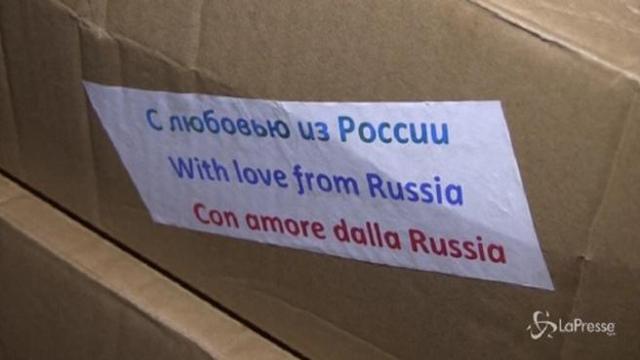 С любовью из России
With love from Russia
Con amore dalla Russia
LaPresse